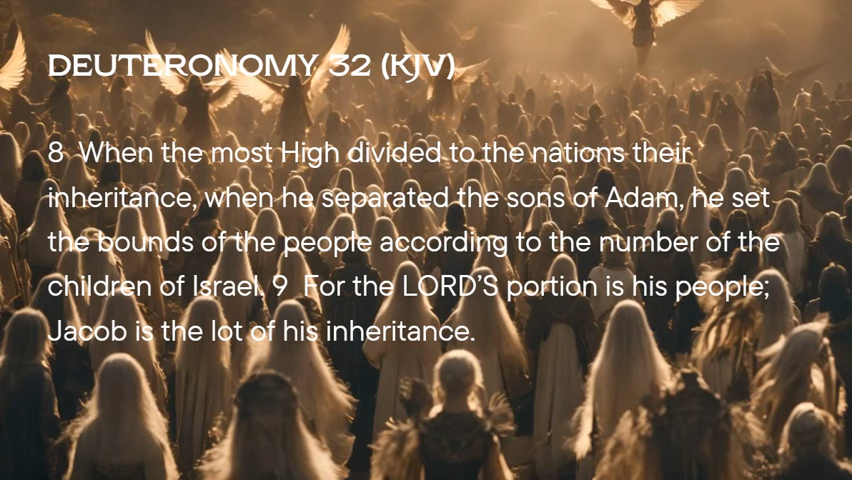 DEUTERONOMY 32 (KJV)
8 When the most High divided to the nations their
inheritance, when he separated the sons of Adam, he set
the bounds of the people according to the number of the
children of Israel. 9 For the LORD’S portion is his people;
Jacob is the lot of his inheritance.